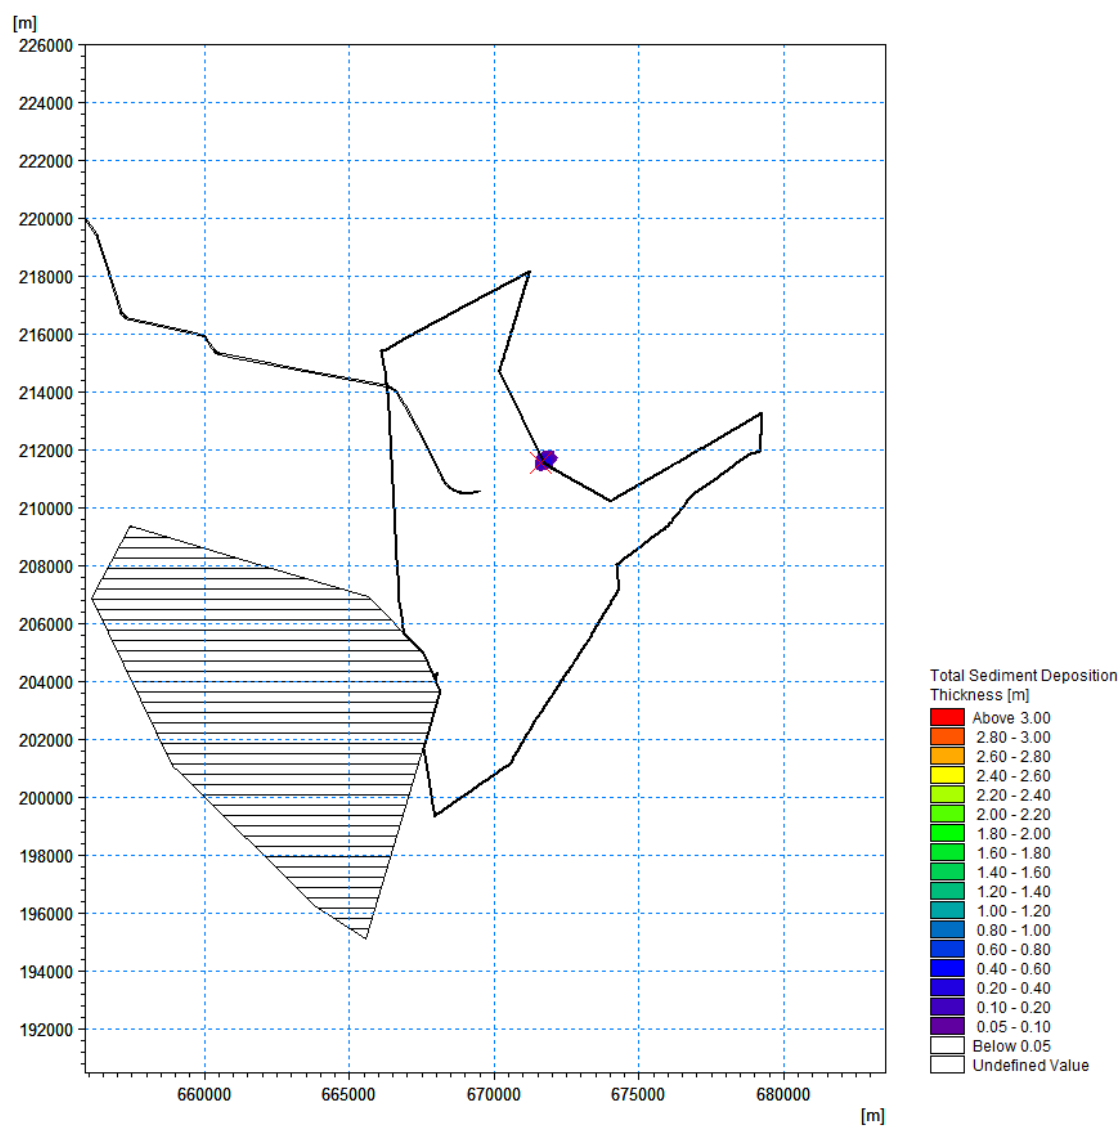 [m]
226000
224000
222000
220000
218000
216000
214000
212000
210000
208000
206000
204000
202000
200000
198000
196000
194000
192000
660000 665000 670000 675000 680000
[m]
Total Sediment Deposition
Thickness [m]
Above 3.00
2.80 - 3.00
2.60 - 2.80
2.40 - 2.60
2.20 - 2.40
2.00 - 2.20
1.80 - 2.00
1.60 - 1.80
1.40 - 1.60
1.20 - 1.40
1.00 - 1.20
0.80 - 1.00
0.60 - 0.80
0.40 - 0.60
0.20 - 0.40
0.10 - 0.20
0.05 - 0.10
Below 0.05
Undefined Value